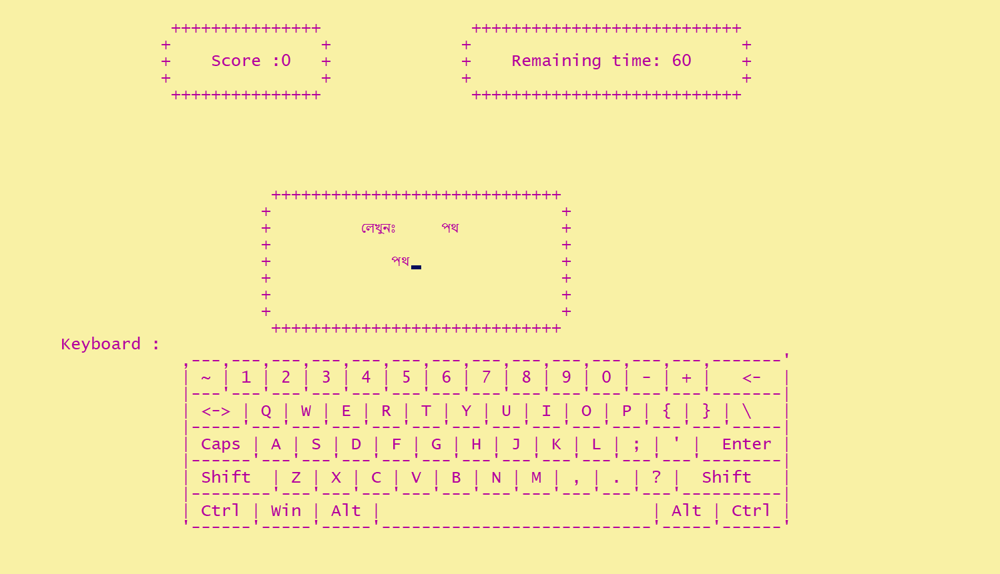 +++++++++++++++ +++++++++++++++++++++++++++
+ + + +
+ Score :0 + + Remaining time: 60 +
+ + + +
+++++++++++++++ +++++++++++++++++++++++++++
+++++++++++++++++++++++++++++
+ +
+ লেখুনঃ পথ +
+ +
+ পথ_ +
+ +
+ +
+ +
+++++++++++++++++++++++++++++
Keyboard :
,---,---,---,---,---,---,---,---,---,---,---,---,---,-------'
| ~ | 1 | 2 | 3 | 4 | 5 | 6 | 7 | 8 | 9 | 0 | - | + | <- |
|---'---'---'---'---'---'---'---'---'---'---'---'---'-------|
| <-> | Q | W | E | R | T | Y | U | I | O | P | { | } | \ |
|-----'---'---'---'---'---'---'---'---'---'---'---'---'-----|
| Caps | A | S | D | F | G | H | J | K | L | ; | ' | Enter |
|------'---'---'---'---'---'---'---'---'---'---'---'--------|
| Shift | Z | X | C | V | B | N | M | , | . | ? | Shift |
|--------'---'---'---'---'---'---'---'---'---'---'----------|
| Ctrl | Win | Alt | | Alt | Ctrl |
'------'-----'-----'---------------------------'-----'------'